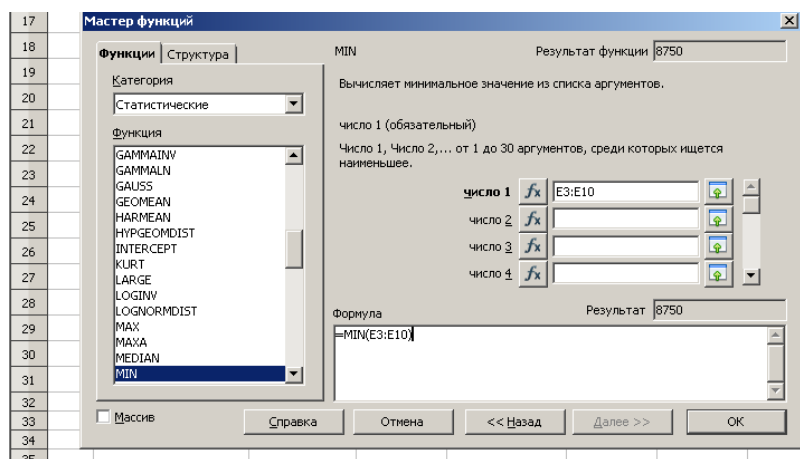 17
Мастер функций
18
Функции Структура
MIN
Результат функции 8750
19
Категория
Вычисляет минимальное значение из списка аргументов.
20
Статистические
21
Функция
число 1 (обязательный)
22
GAMMAINV
Число 1, Число 2,... от 1 до 30 аргументов, среди которых ищется
наименьшее.
23
GAMMALN
GAUSS
24
GEOMEAN
число 1 fx E3:E10
HARMEAN
25
HYPGEOMDIST
число 2 fx
26
INTERCEPT
число 3 fx
KURT
27
LARGE
число 4 fx
LOGINV
28
LOGNORMDIST
Формула
Результат 8750
29
MAX
=MIN(E3:E10)
MAXA
30
MEDIAN
31
MIN
32
33
Массив
Справка
Отмена
<< Назад
Далее >>
OK
34
35